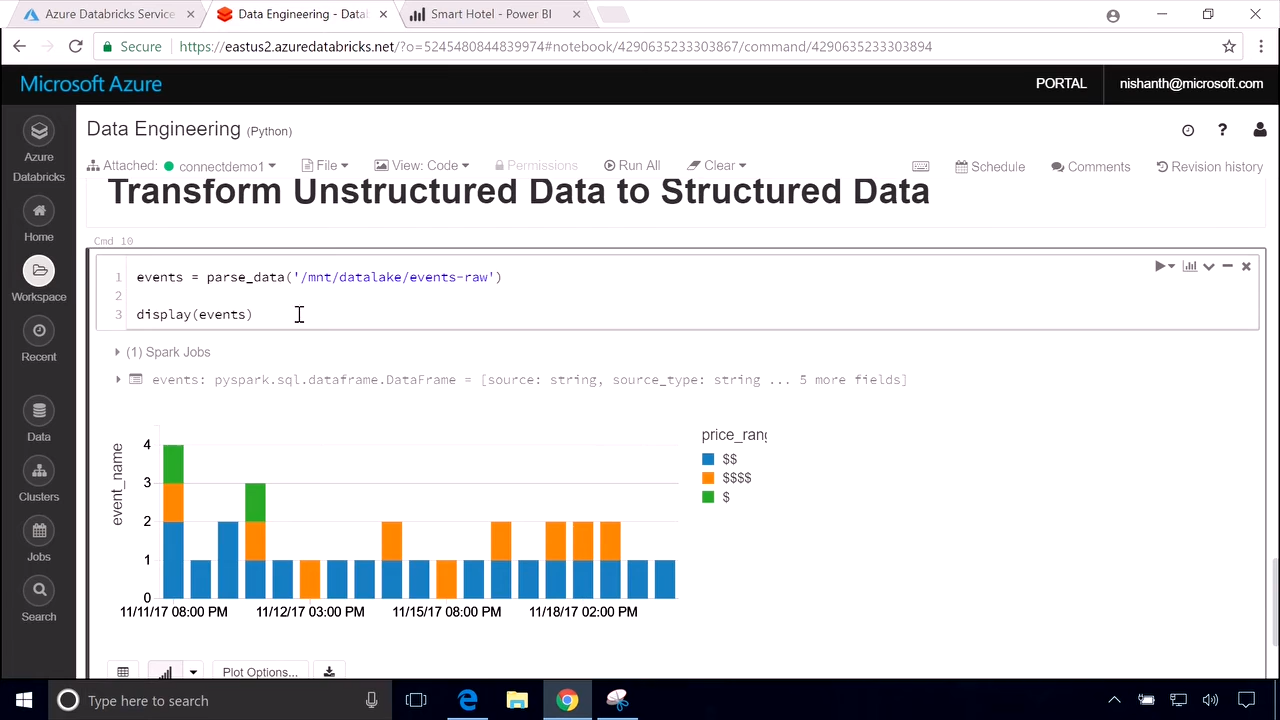 Azure Databricks Service
Data Engineering - Data
Smart Hotel - Power BI
Secure https://eastus2.azuredatabricks.net/?o=5245480844839974#notebook/4290635233303867/command/4290635233303894
Microsoft Azure
PORTAL
nishanth@microsoft.com
Azure Databricks
Home
Workspace
Recent
Data
Clusters
Jobs
Search
Data Engineering (Python)
Attached: connectdemo1 File View: Code Permissions Run All Clear Schedule Comments Revision history
Transform Unstructured Data to Structured Data
Cmd 10
1 events = parse_data('/mnt/datalake/events-raw')
2
3 display(events)
(1) Spark Jobs
events: pyspark.sql.dataframe.DataFrame = [source: string, source_type: string ... 5 more fields]
event_name
4
3
2
1
0
11/11/17 08:00 PM 11/12/17 03:00 PM 11/15/17 08:00 PM 11/18/17 02:00 PM
price_rang
$$
$$$$
$
Plot Options...
Type here to search